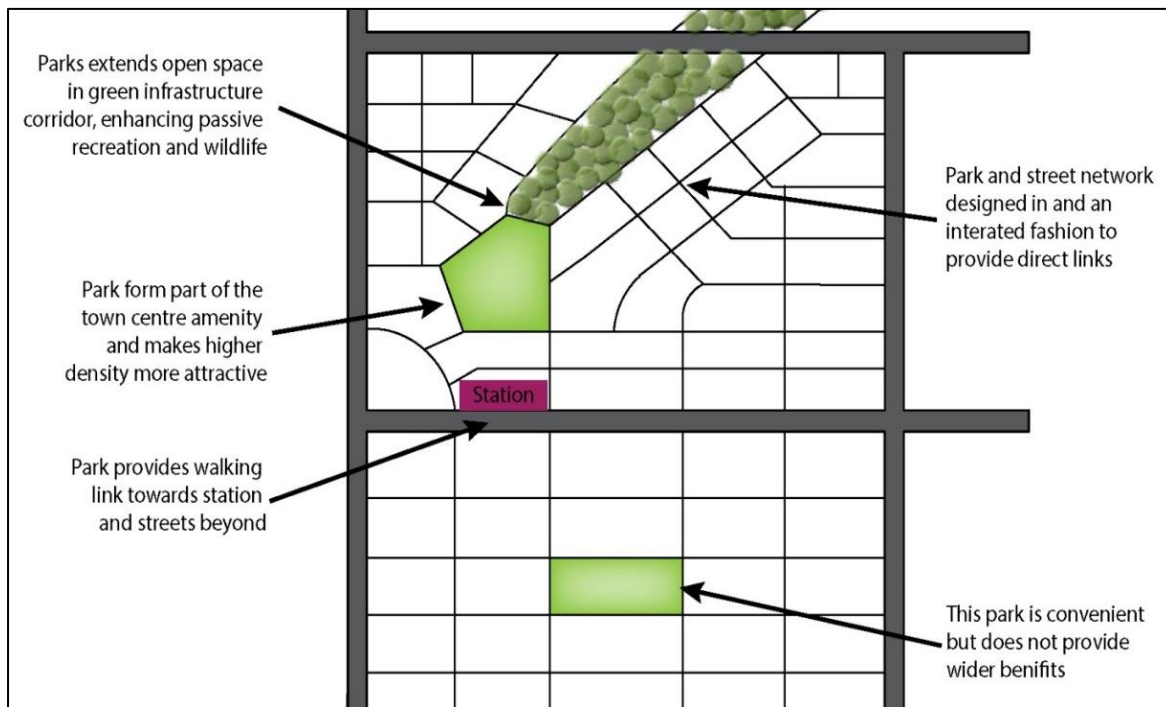 Parks extends open space
in green infrastructure
corridor, enhancing passive
recreation and wildlife
Park form part of the
town centre amenity
and makes higher
density more attractive
Park provides walking
link towards station
and streets beyond
Station
Park and street network
designed in and an
interated fashion to
provide direct links
This park is convenient
but does not provide
wider benifits